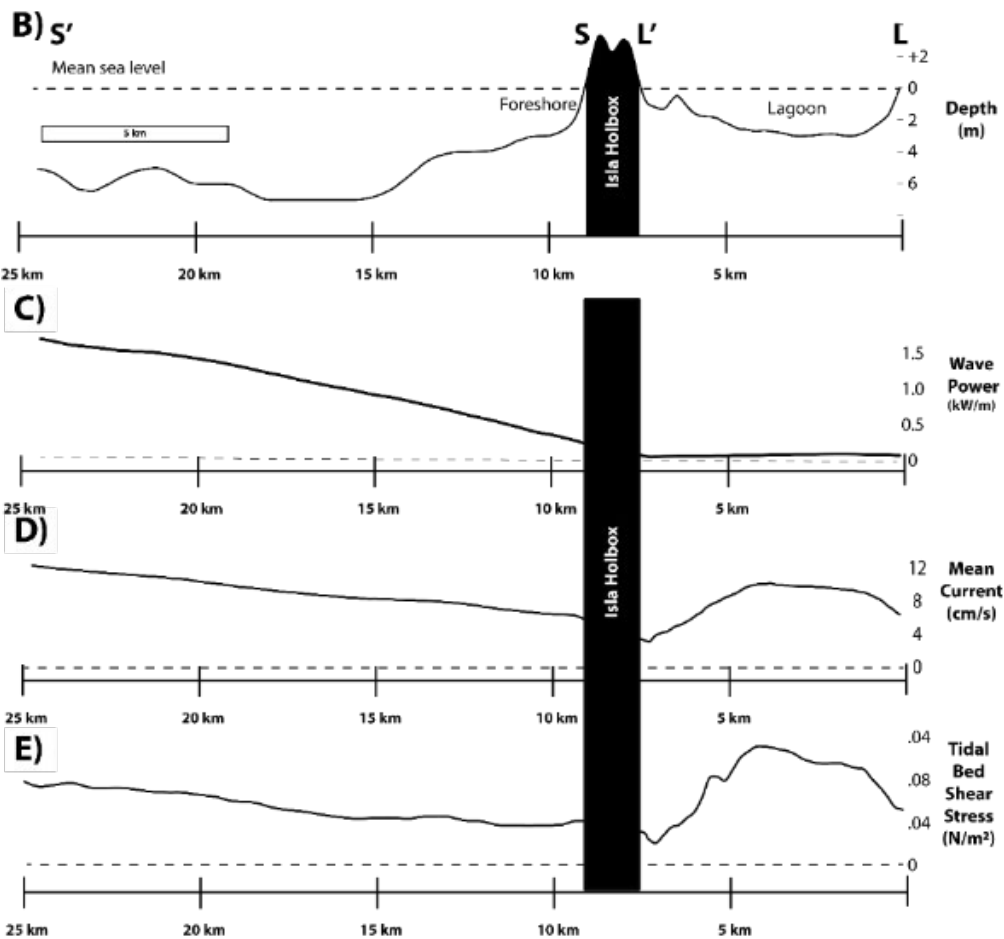 B) S′ S L′ L
+2
Mean sea level
0
Foreshore
Lagoon
Depth
(m)
5 km
2
4
6
Isla Holbox
25 km 20 km 15 km 10 km 5 km
C)
1.5
1.0
0.5
0
Wave
Power
(kW/m)
25 km 20 km 15 km 10 km 5 km
D)
Isla Holbox
12
8
4
0
Mean
Current
(cm/s)
25 km 20 km 15 km 10 km 5 km
E)
.04
.08
.04
0
Tidal
Bed
Shear
Stress
(N/m²)
25 km 20 km 15 km 10 km 5 km